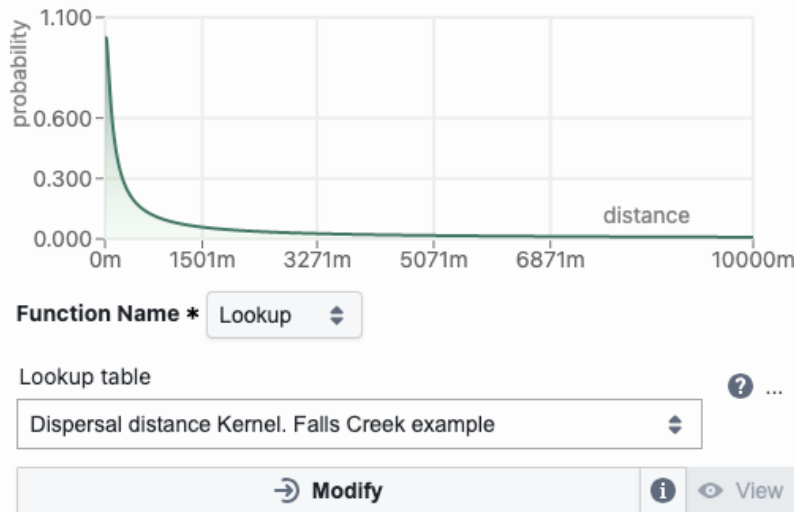 probability
1.100
0.600
0.300
0.000
distance
0m 1501m 3271m 5071m 6871m 10000m
Function Name * Lookup
Lookup table
? ...
Dispersal distance Kernel. Falls Creek example
Modify i View